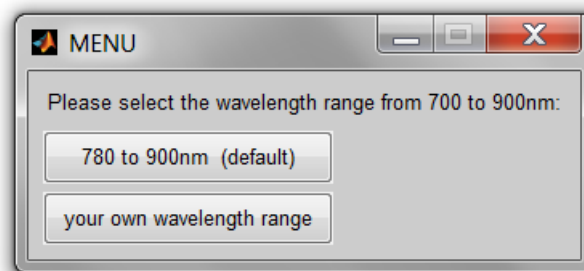 MENU
Please select the wavelength range from 700 to 900nm:
780 to 900nm (default)
your own wavelength range